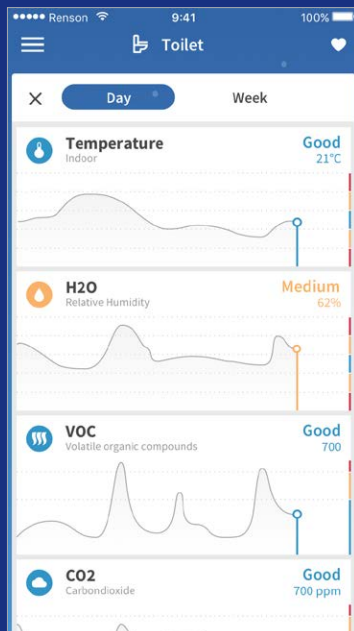 Renson 9:41 100%
Toilet
Day Week
Temperature Good
Indoor 21°C
H2O Medium
Relative Humidity 62%
VOC Good
Volatile organic compounds 700
CO2 Good
Carbondioxide 700 ppm